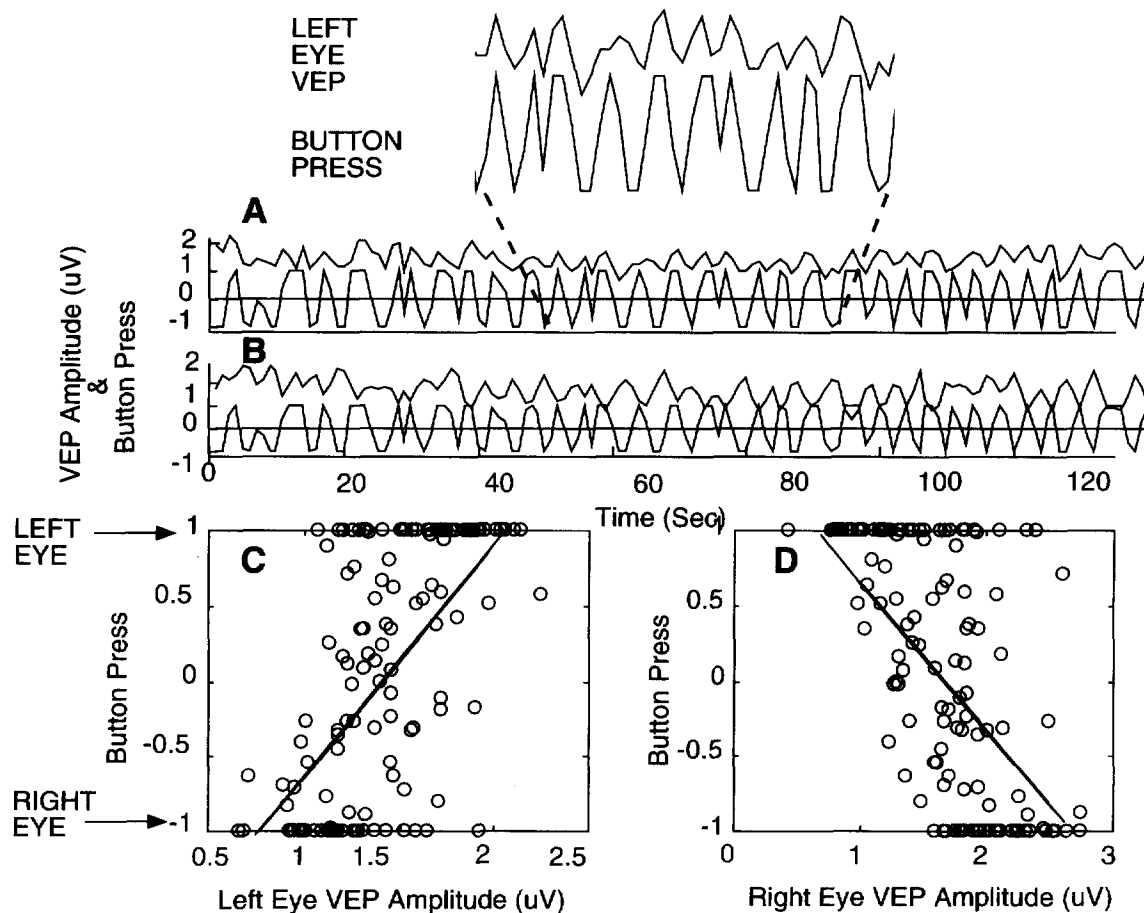 LEFT
EYE
VEP
BUTTON
PRESS
A
VEP Amplitude (uV)
&
Button Press
2
1
0
-1
B
2
1
0
-1
0 20 40 60 80 100 120
Time (Sec)
LEFT
EYE
RIGHT
EYE
C
Button Press
1
0.5
0
-0.5
-1
0.5 1 1.5 2 2.5
Left Eye VEP Amplitude (uV)
D
Button Press
1
0.5
0
-0.5
-1
0 1 2 3
Right Eye VEP Amplitude (uV)